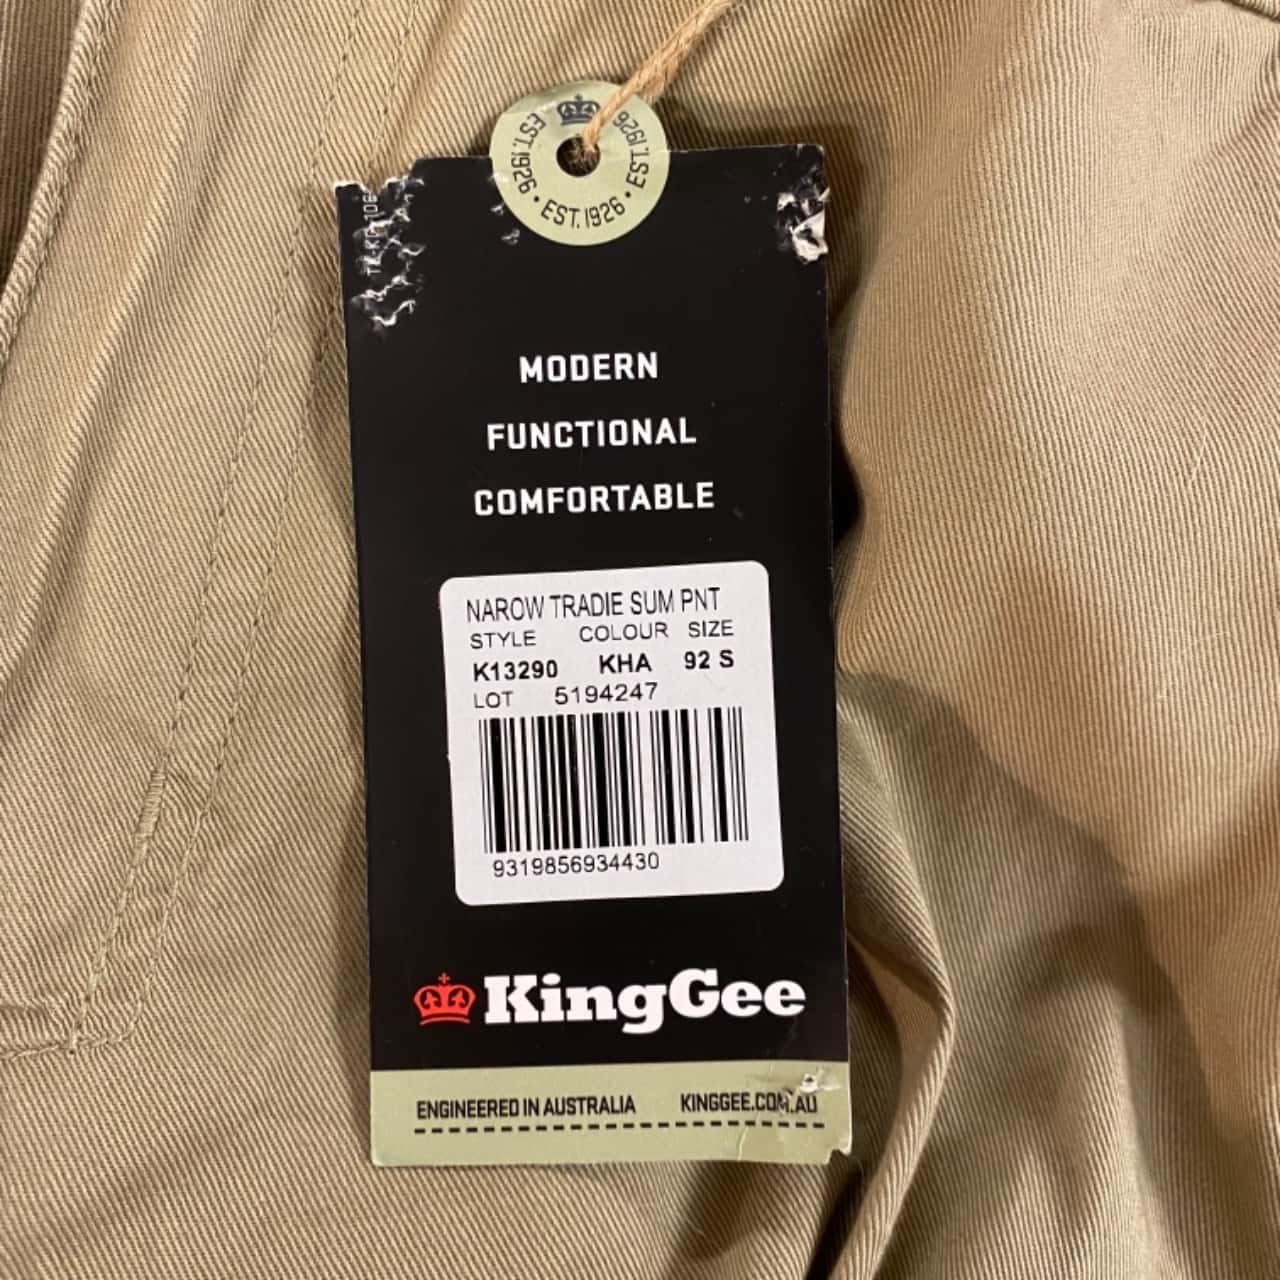 EST. 1926 • EST. 1926 • EST. 1926
MODERN
FUNCTIONAL
COMFORTABLE
NAROW TRADIE SUM PNT
STYLE COLOUR SIZE
K13290 KHA 92 S
LOT 5194247
9319856934430
KingGee
ENGINEERED IN AUSTRALIA KINGGEE.COM.AU